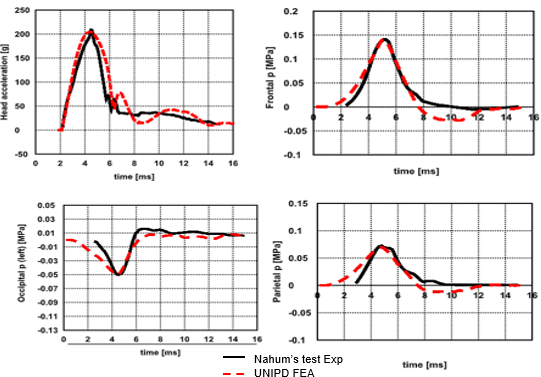 250
200
150
100
50
0
-50
0 2 4 6 8 10 12 14 16
Head acceleration [g]
time [ms]
0.2
0.15
0.1
0.05
0
-0.05
-0.1
0 2 4 6 8 10 12 14 16
Frontal p [MPa]
time [ms]
0.05
0.03
0.01
-0.01
-0.03
-0.05
-0.07
-0.09
-0.11
-0.13
0 2 4 6 8 10 12 14 16
Occipital p (left) [MPa]
time [ms]
0.15
0.1
0.05
0
-0.05
-0.1
0 2 4 6 8 10 12 14 16
Parietal p [MPa]
time [ms]
Nahum's test Exp
UNIPD FEA